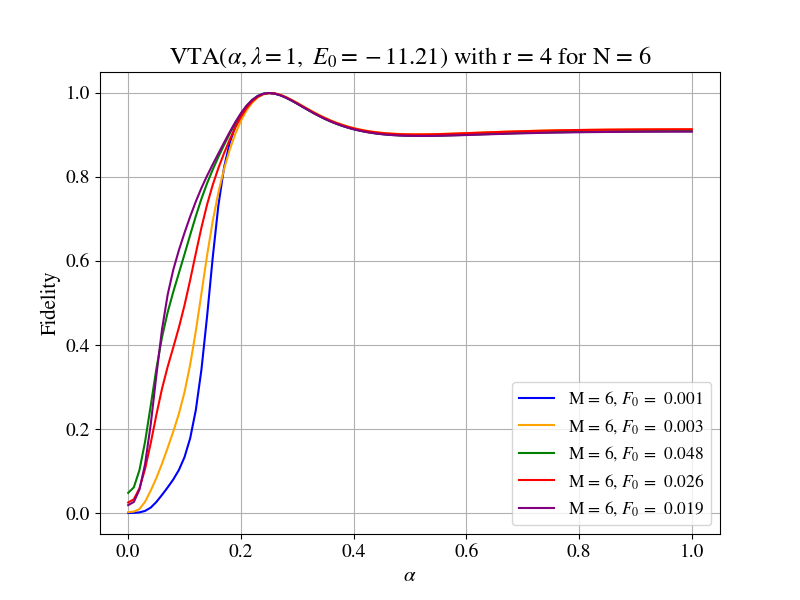 VTA(α, λ = 1, E₀ = −11.21) with r = 4 for N = 6
Fidelity
1.0
0.8
0.6
0.4
0.2
0.0
M = 6, F₀ = 0.001
M = 6, F₀ = 0.003
M = 6, F₀ = 0.048
M = 6, F₀ = 0.026
M = 6, F₀ = 0.019
0.0 0.2 0.4 0.6 0.8 1.0
α